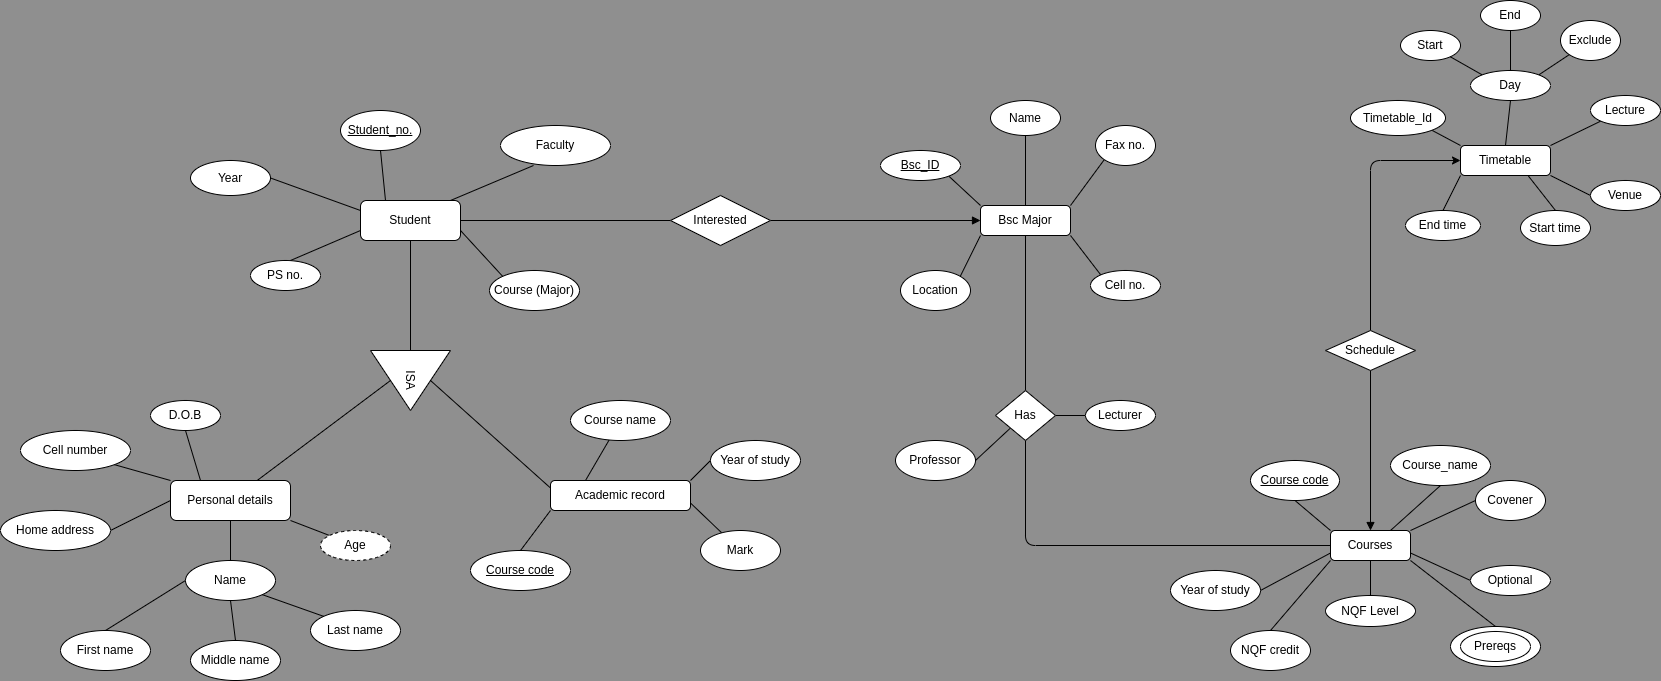 End
Start
Exclude
Day
Timetable_Id
Lecture
Timetable
Venue
End time
Start time
Student_no.
Faculty
Year
Student
PS no.
Course (Major)
Interested
Name
Fax no.
Bsc_ID
Bsc Major
Location
Cell no.
ISA
Schedule
D.O.B
Cell number
Personal details
Home address
Age
Name
First name
Middle name
Last name
Course name
Year of study
Academic record
Course code
Mark
Has
Lecturer
Professor
Course code
Course_name
Covener
Courses
Year of study
Optional
NQF Level
NQF credit
Prereqs